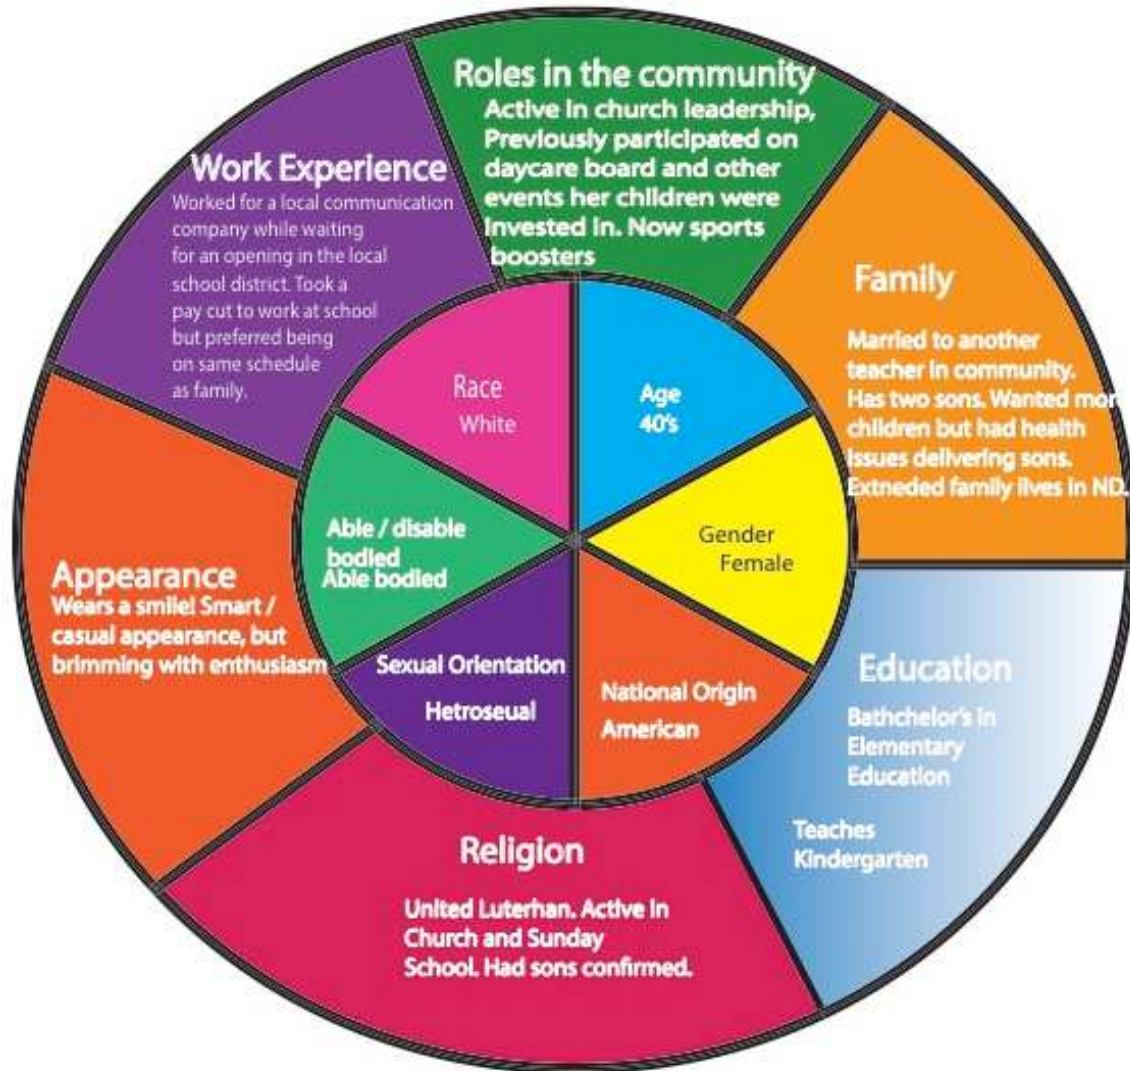 Roles in the community
Active in church leadership,
Previously participated on
daycare board and other
events her children were
invested in. Now sports
boosters
Work Experience
Worked for a local communication
company while waiting
for an opening in the local
school district. Took a
pay cut to work at school
but preferred being
on same schedule
as family.
Family
Married to another
teacher in community.
Has two sons. Wanted mor
children but had health
issues delivering sons.
Extneded family lives in ND.
Race
White
Age
40's
Able / disable
bodied
Able bodied
Gender
Female
Appearance
Wears a smile! Smart /
casual appearance, but
brimming with enthusiasm
Sexual Orientation
Hetroseual
National Origin
American
Education
Bathchelor's in
Elementary
Education
Teaches
Kindergarten
Religion
United Luterhan. Active in
Church and Sunday
School. Had sons confirmed.